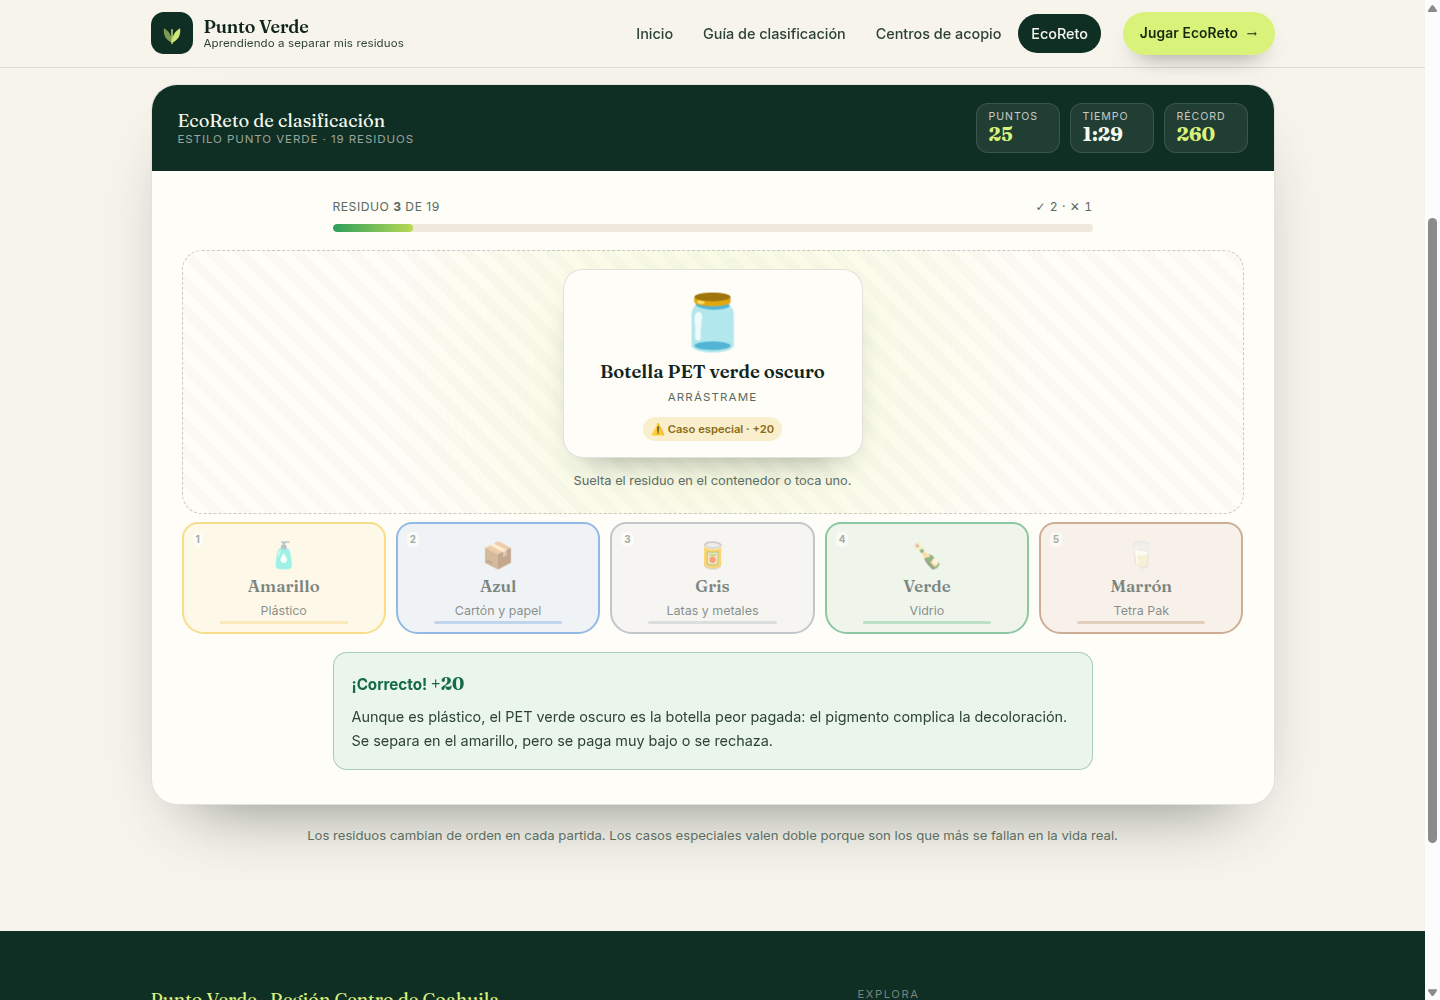 Punto Verde
Aprendiendo a separar mis residuos
Inicio
Guía de clasificación
Centros de acopio
EcoReto
Jugar EcoReto →
EcoReto de clasificación
ESTILO PUNTO VERDE · 19 RESIDUOS
PUNTOS
25
TIEMPO
1:29
RÉCORD
260
RESIDUO 3 DE 19
✓ 2 · ✕ 1
Botella PET verde oscuro
ARRÁSTRAME
⚠️ Caso especial · +20
Suelta el residuo en el contenedor o toca uno.
1
Amarillo
Plástico
2
Azul
Cartón y papel
3
Gris
Latas y metales
4
Verde
Vidrio
5
Marrón
Tetra Pak
¡Correcto! +20
Aunque es plástico, el PET verde oscuro es la botella peor pagada: el pigmento complica la decoloración.
Se separa en el amarillo, pero se paga muy bajo o se rechaza.
Los residuos cambian de orden en cada partida. Los casos especiales valen doble porque son los que más se fallan en la vida real.
Punto Verde · Región Centro de Coahuila
EXPLORA